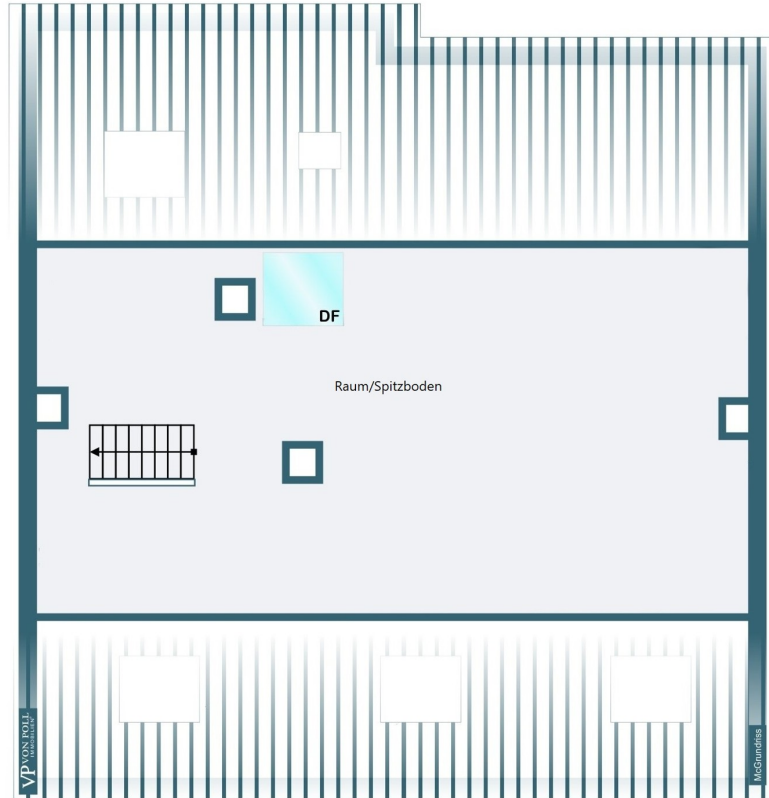 DF
Raum/Spitzboden
VP VON POLL
IMMOBILIEN
McGrundriss